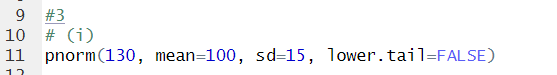 9 #3
10 # (i)
11 pnorm(130, mean=100, sd=15, lower.tail=FALSE)